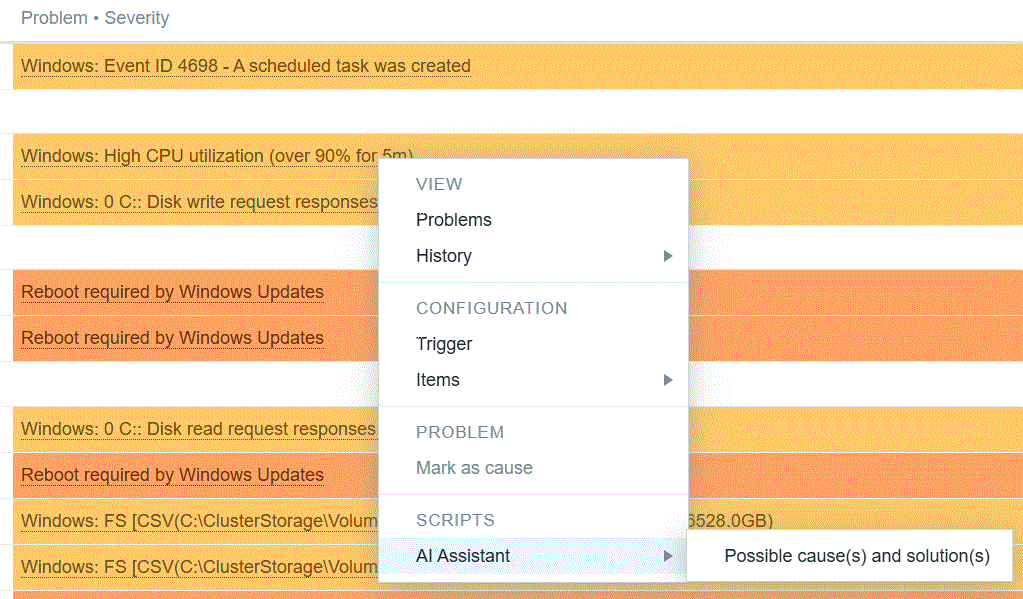 Problem • Severity
Windows: Event ID 4698 - A scheduled task was created
Windows: High CPU utilization (over 90% for 5m)
Windows: 0 C:: Disk write request responses
Reboot required by Windows Updates
Reboot required by Windows Updates
Windows: 0 C:: Disk read request responses
Reboot required by Windows Updates
Windows: FS [CSV(C:\ClusterStorage\Volum 6528.0GB)
Windows: FS [CSV(C:\ClusterStorage\Volum
VIEW
Problems
History
CONFIGURATION
Trigger
Items
PROBLEM
Mark as cause
SCRIPTS
AI Assistant
Possible cause(s) and solution(s)